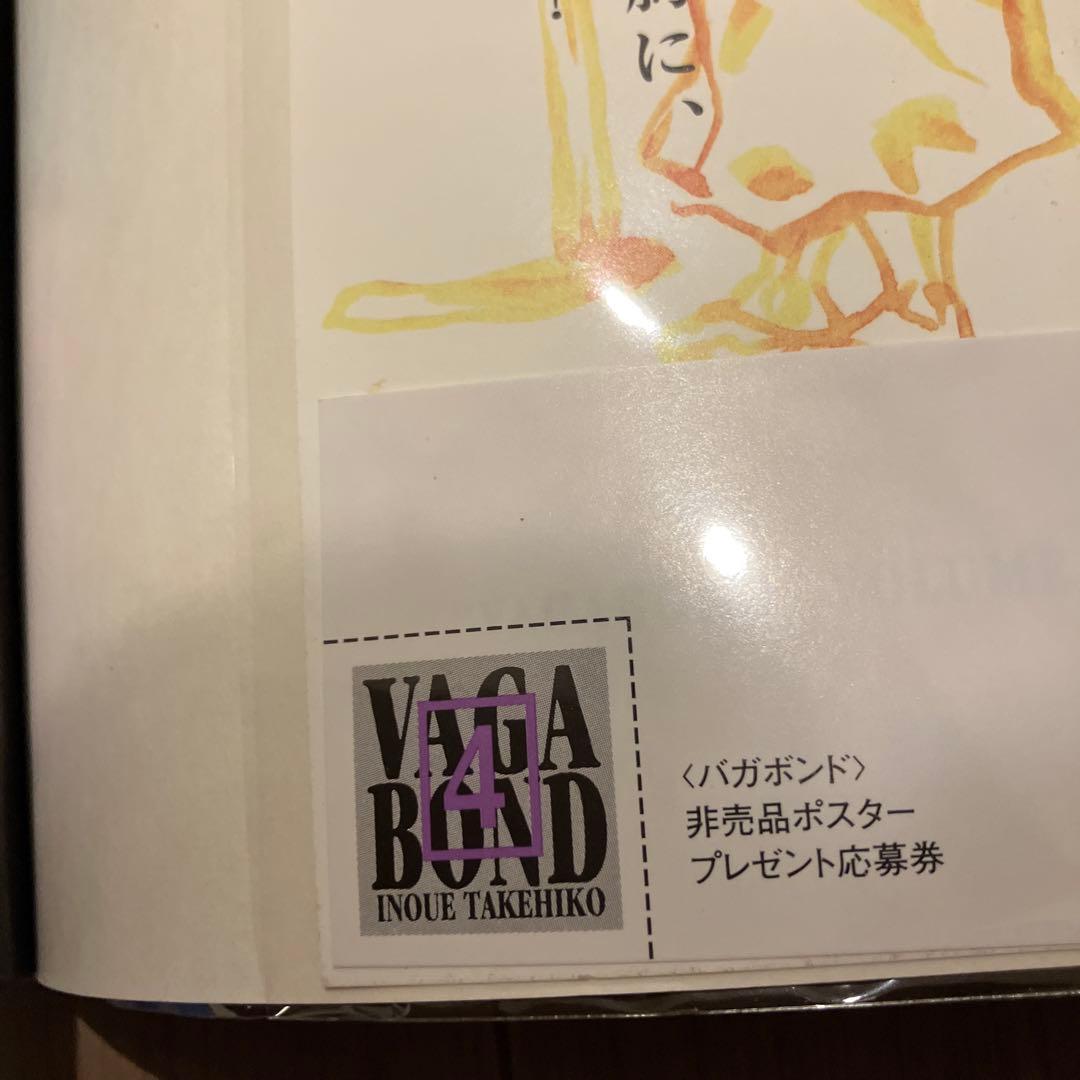 に、
！
VAGA
BOND
4
INOUE TAKEHIKO
〈バガボンド〉
非売品ポスター
プレゼント応募券